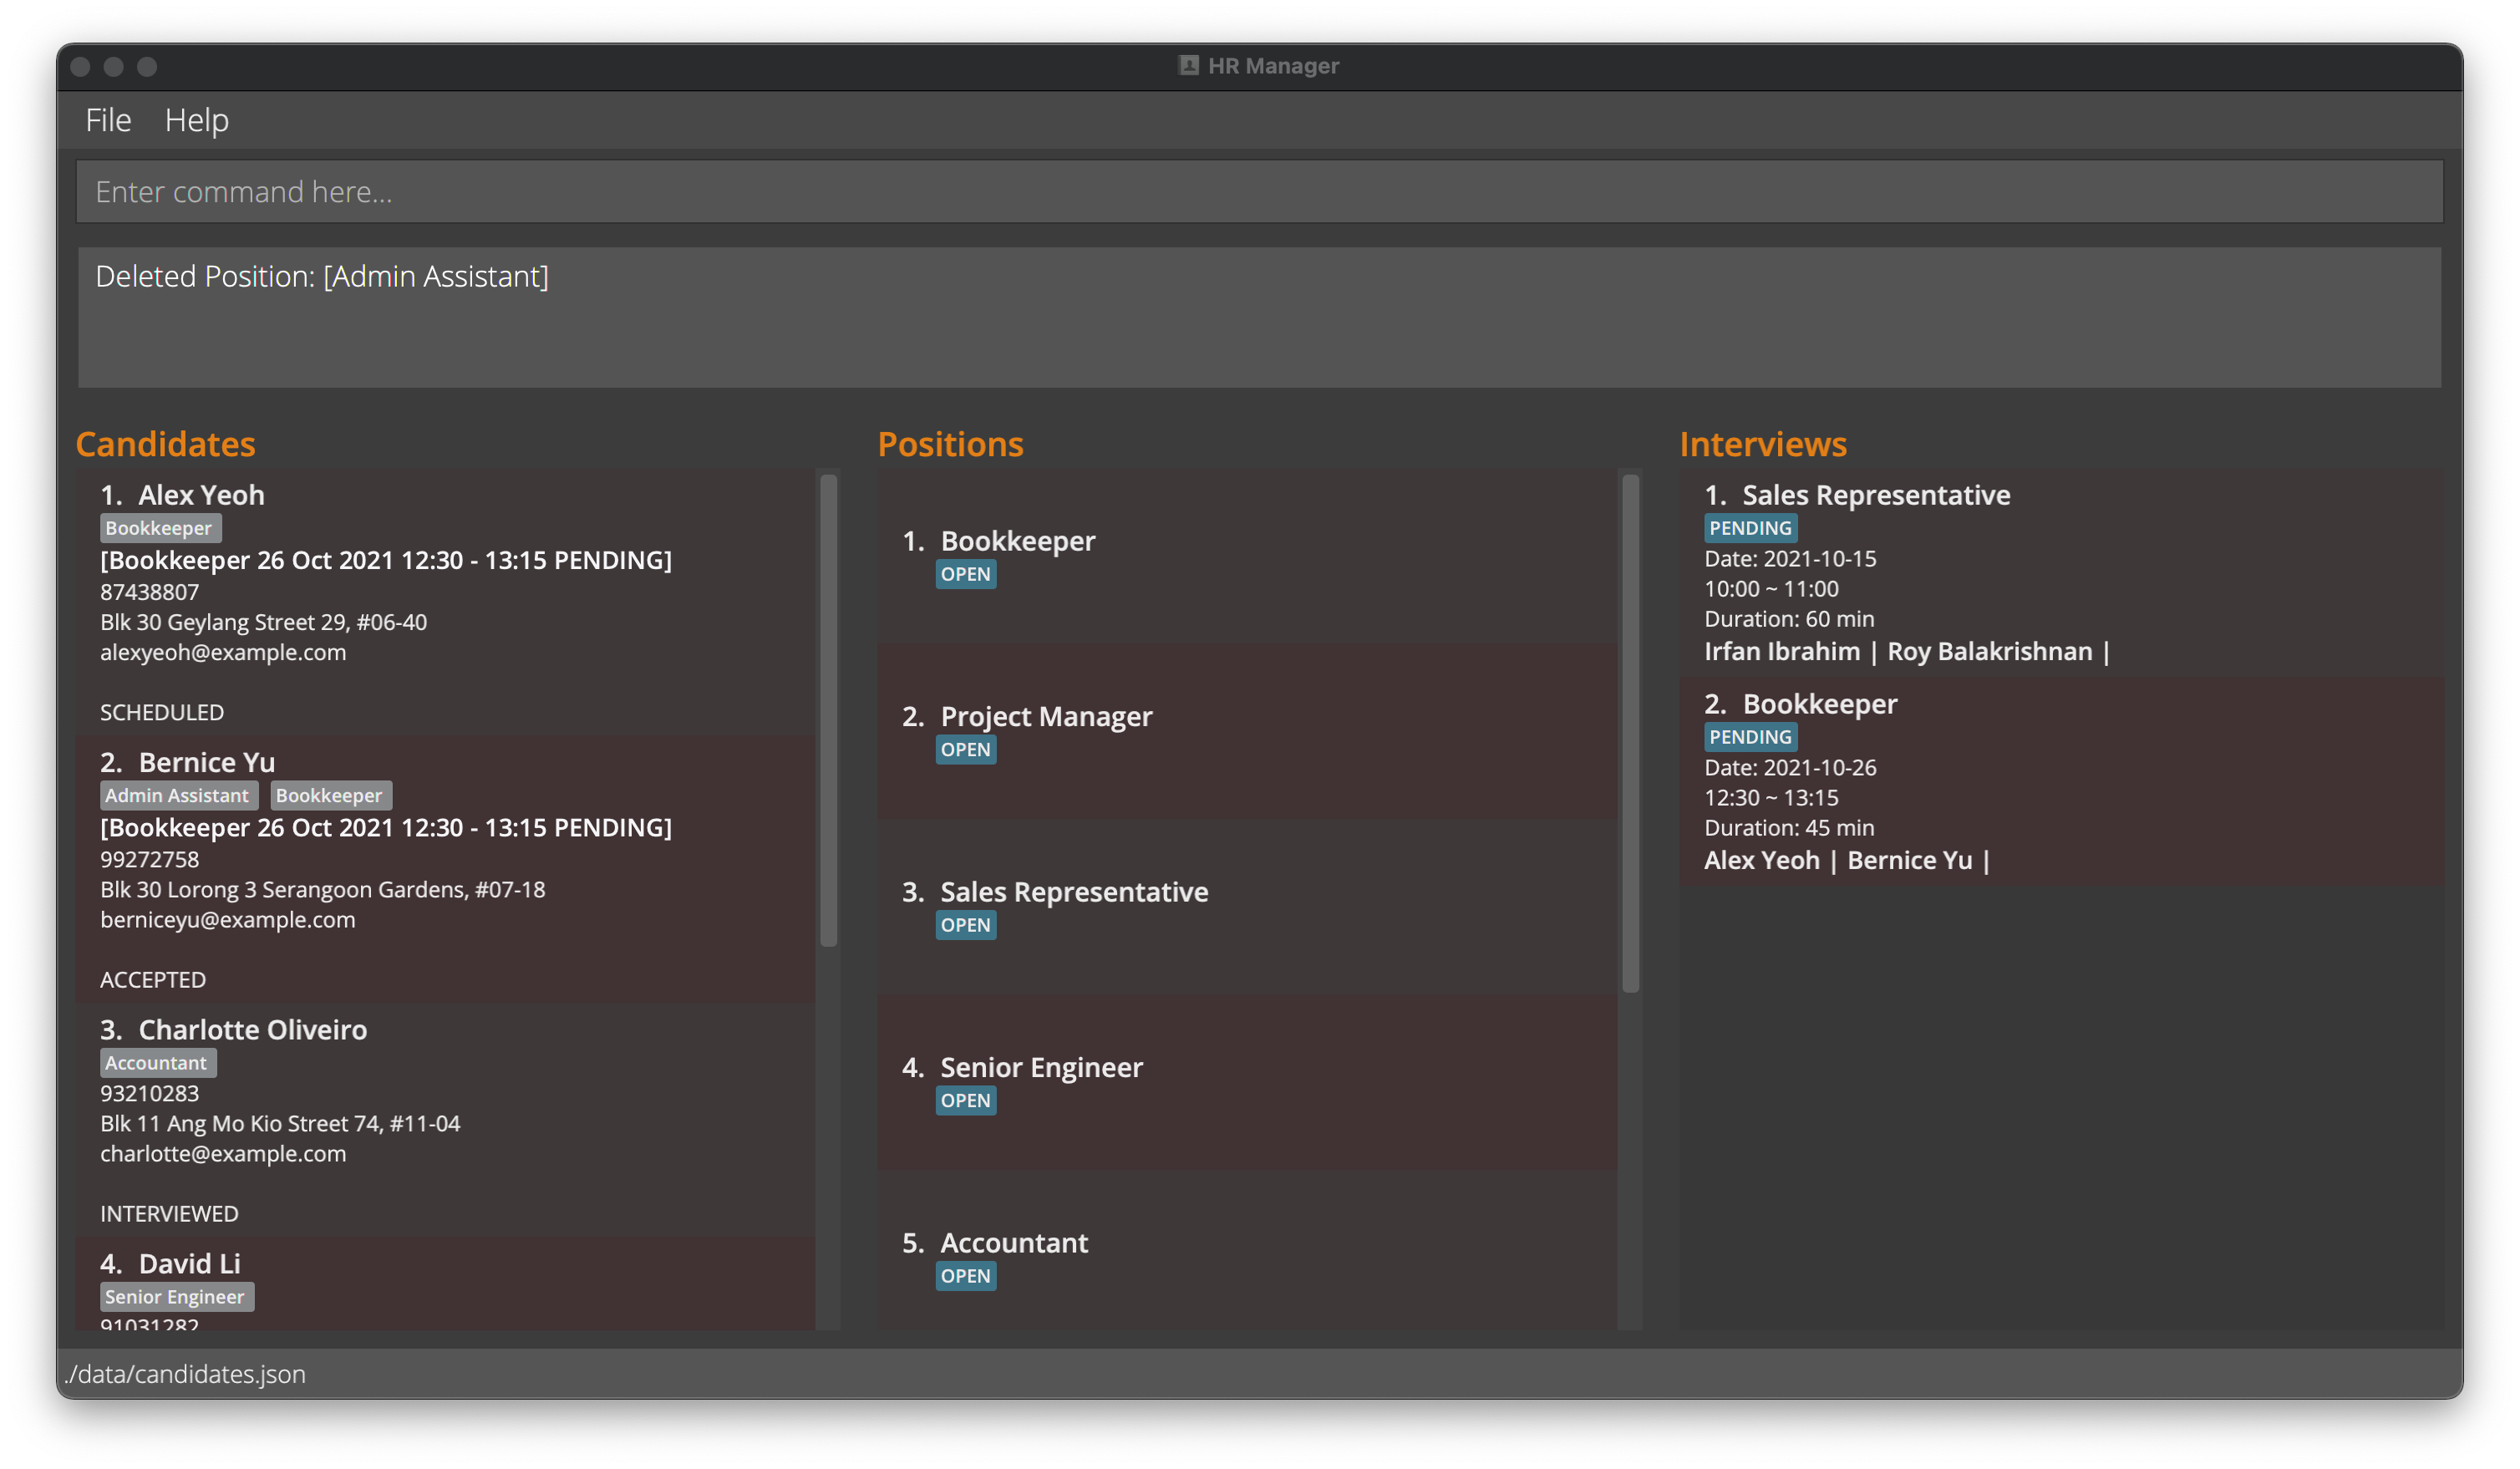 HR Manager
File Help
Enter command here...
Deleted Position: [Admin Assistant]
Candidates
1. Alex Yeoh
Bookkeeper
[Bookkeeper 26 Oct 2021 12:30 - 13:15 PENDING]
87438807
Blk 30 Geylang Street 29, #06-40
alexyeoh@example.com
SCHEDULED
2. Bernice Yu
Admin Assistant Bookkeeper
[Bookkeeper 26 Oct 2021 12:30 - 13:15 PENDING]
99272758
Blk 30 Lorong 3 Serangoon Gardens, #07-18
berniceyu@example.com
ACCEPTED
3. Charlotte Oliveiro
Accountant
93210283
Blk 11 Ang Mo Kio Street 74, #11-04
charlotte@example.com
INTERVIEWED
4. David Li
Senior Engineer
91031282
Positions
1. Bookkeeper
OPEN
2. Project Manager
OPEN
3. Sales Representative
OPEN
4. Senior Engineer
OPEN
5. Accountant
OPEN
Interviews
1. Sales Representative
PENDING
Date: 2021-10-15
10:00 ~ 11:00
Duration: 60 min
Irfan Ibrahim | Roy Balakrishnan |
2. Bookkeeper
PENDING
Date: 2021-10-26
12:30 ~ 13:15
Duration: 45 min
Alex Yeoh | Bernice Yu |
./data/candidates.json